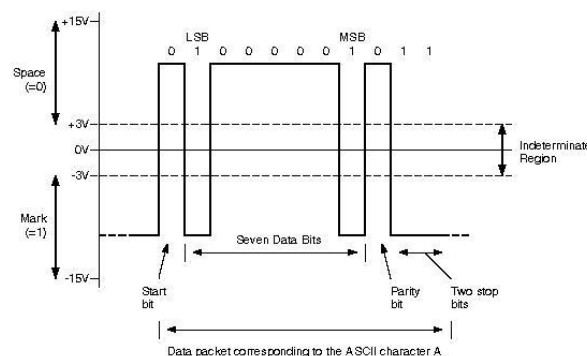 +15V
LSB MSB
0 1 0 0 0 0 0 1 0 1 1
Space
(=0)
+3V
0V
-3V
Indeterminate
Region
Mark
(=1)
Seven Data Bits
-15V
Start
bit
Parity
bit
Two stop
bits
Data packet corresponding to the ASCII character A